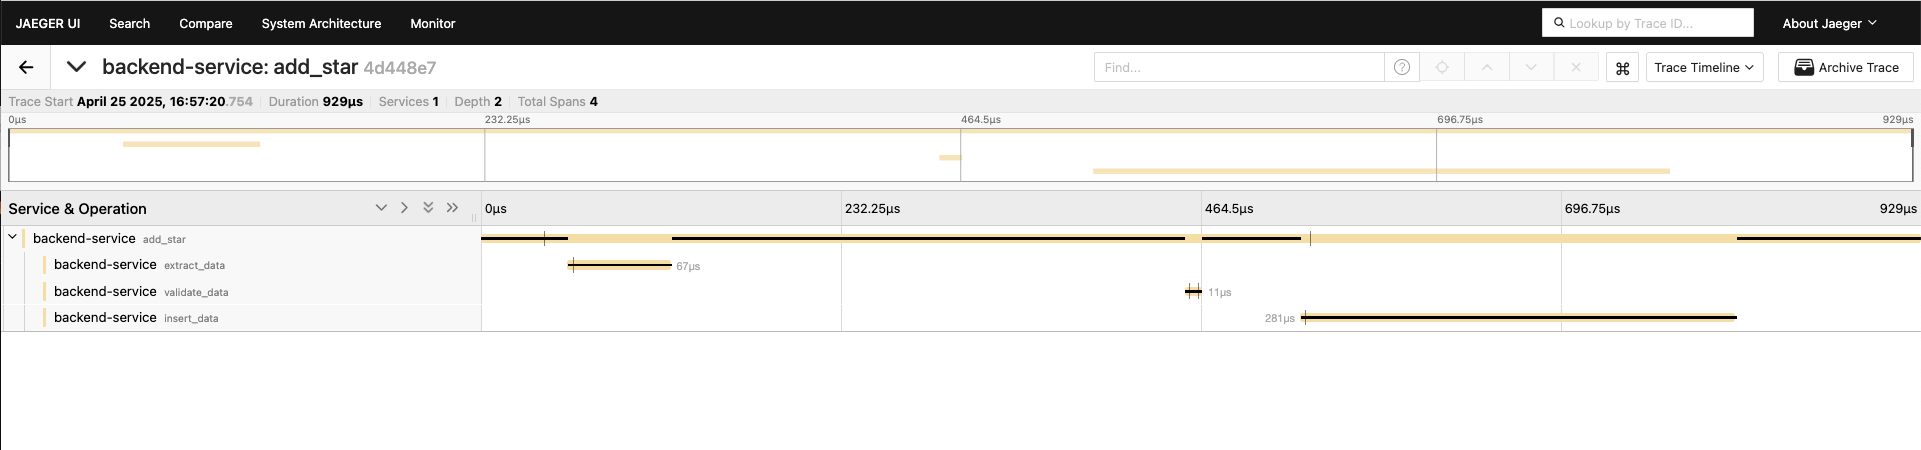 JAEGER UI Search Compare System Architecture Monitor Lookup by Trace ID... About Jaeger
backend-service: add_star 4d448e7 Find... ? ⌘ Trace Timeline Archive Trace
Trace Start April 25 2025, 16:57:20.754 Duration 929μs Services 1 Depth 2 Total Spans 4
0μs 232.25μs 464.5μs 696.75μs 929μs
Service & Operation 0μs 232.25μs 464.5μs 696.75μs 929μs
backend-service add_star
backend-service extract_data 67μs
backend-service validate_data 11μs
backend-service insert_data 281μs